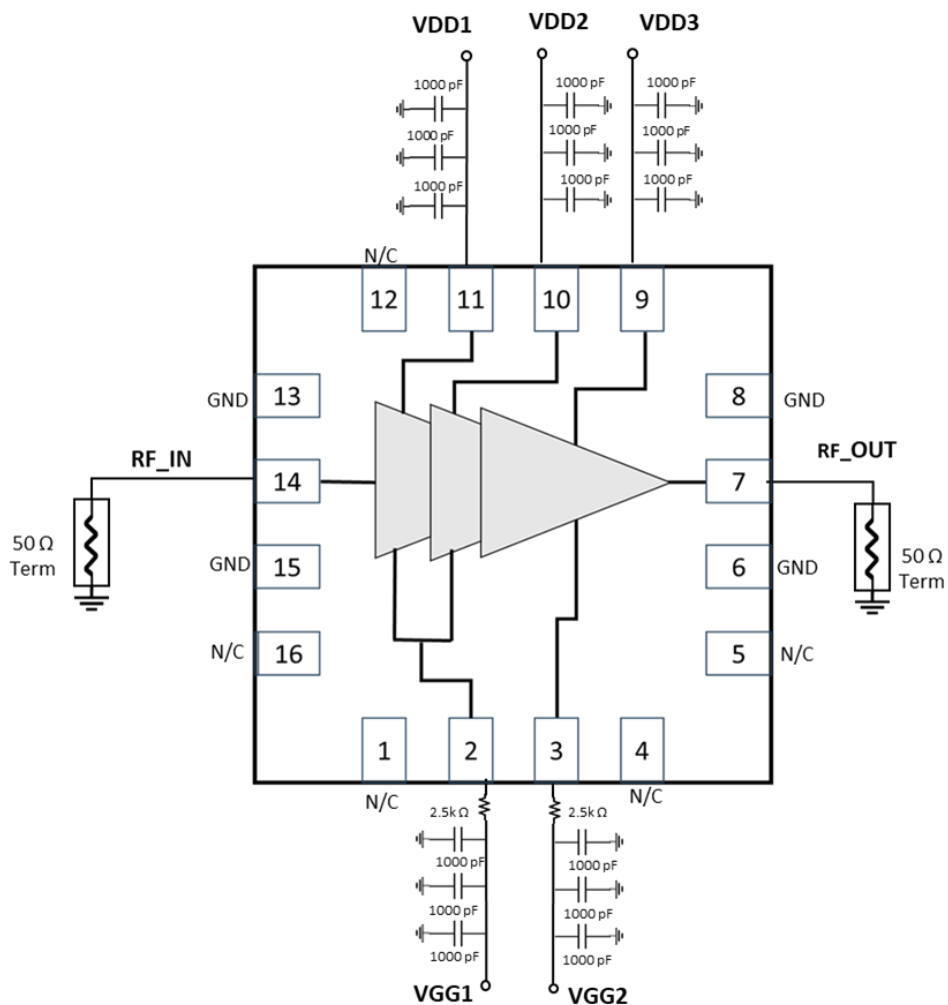 VDD1 VDD2 VDD3
1000 pF 1000 pF 1000 pF
1000 pF 1000 pF 1000 pF
1000 pF 1000 pF 1000 pF
N/C
12 11 10 9
GND 13 8 GND
RF_IN 14 7 RF_OUT
50 Ω
Term
50 Ω
Term
GND 15 6 GND
N/C 16 5 N/C
1 2 3 4
N/C N/C
2.5k Ω 2.5k Ω
1000 pF 1000 pF
1000 pF 1000 pF
1000 pF 1000 pF
VGG1 VGG2